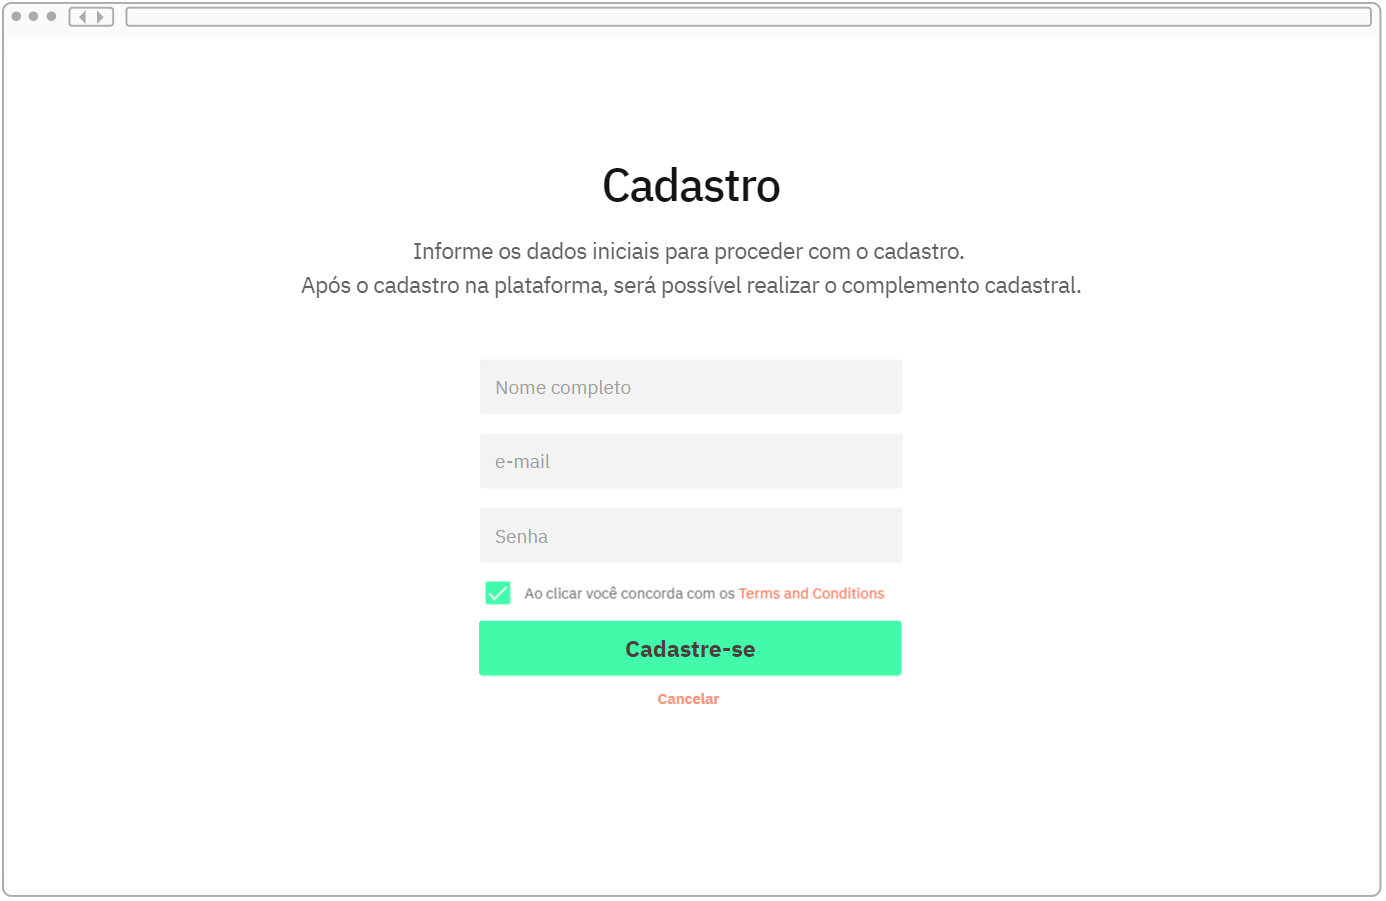 Cadastro
Informe os dados iniciais para proceder com o cadastro.
Após o cadastro na plataforma, será possível realizar o complemento cadastral.
Nome completo
e-mail
Senha
Ao clicar você concorda com os Terms and Conditions
Cadastre-se
Cancelar